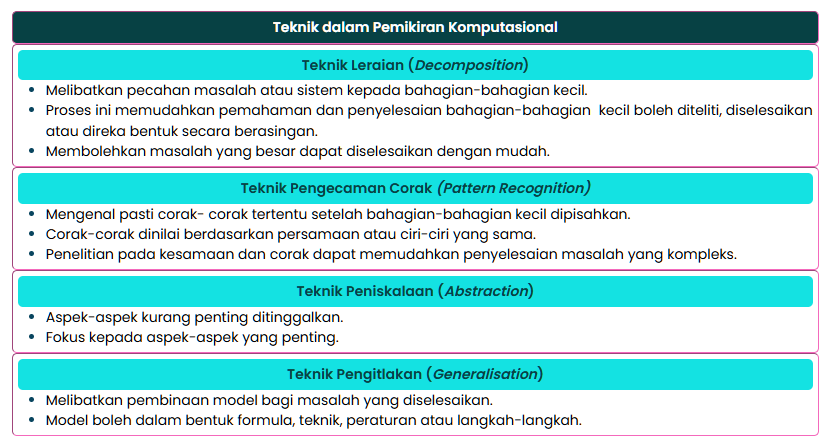 Teknik dalam Pemikiran Komputasional
Teknik Leraian (Decomposition)
• Melibatkan pecahan masalah atau sistem kepada bahagian-bahagian kecil.
• Proses ini memudahkan pemahaman dan penyelesaian bahagian-bahagian kecil boleh diteliti, diselesaikan
atau direka bentuk secara berasingan.
• Membolehkan masalah yang besar dapat diselesaikan dengan mudah.
Teknik Pengecaman Corak (Pattern Recognition)
• Mengenal pasti corak- corak tertentu setelah bahagian-bahagian kecil dipisahkan.
• Corak-corak dinilai berdasarkan persamaan atau ciri-ciri yang sama.
• Penelitian pada kesamaan dan corak dapat memudahkan penyelesaian masalah yang kompleks.
Teknik Peniskalaan (Abstraction)
• Aspek-aspek kurang penting ditinggalkan.
• Fokus kepada aspek-aspek yang penting.
Teknik Pengitlakan (Generalisation)
• Melibatkan pembinaan model bagi masalah yang diselesaikan.
• Model boleh dalam bentuk formula, teknik, peraturan atau langkah-langkah.